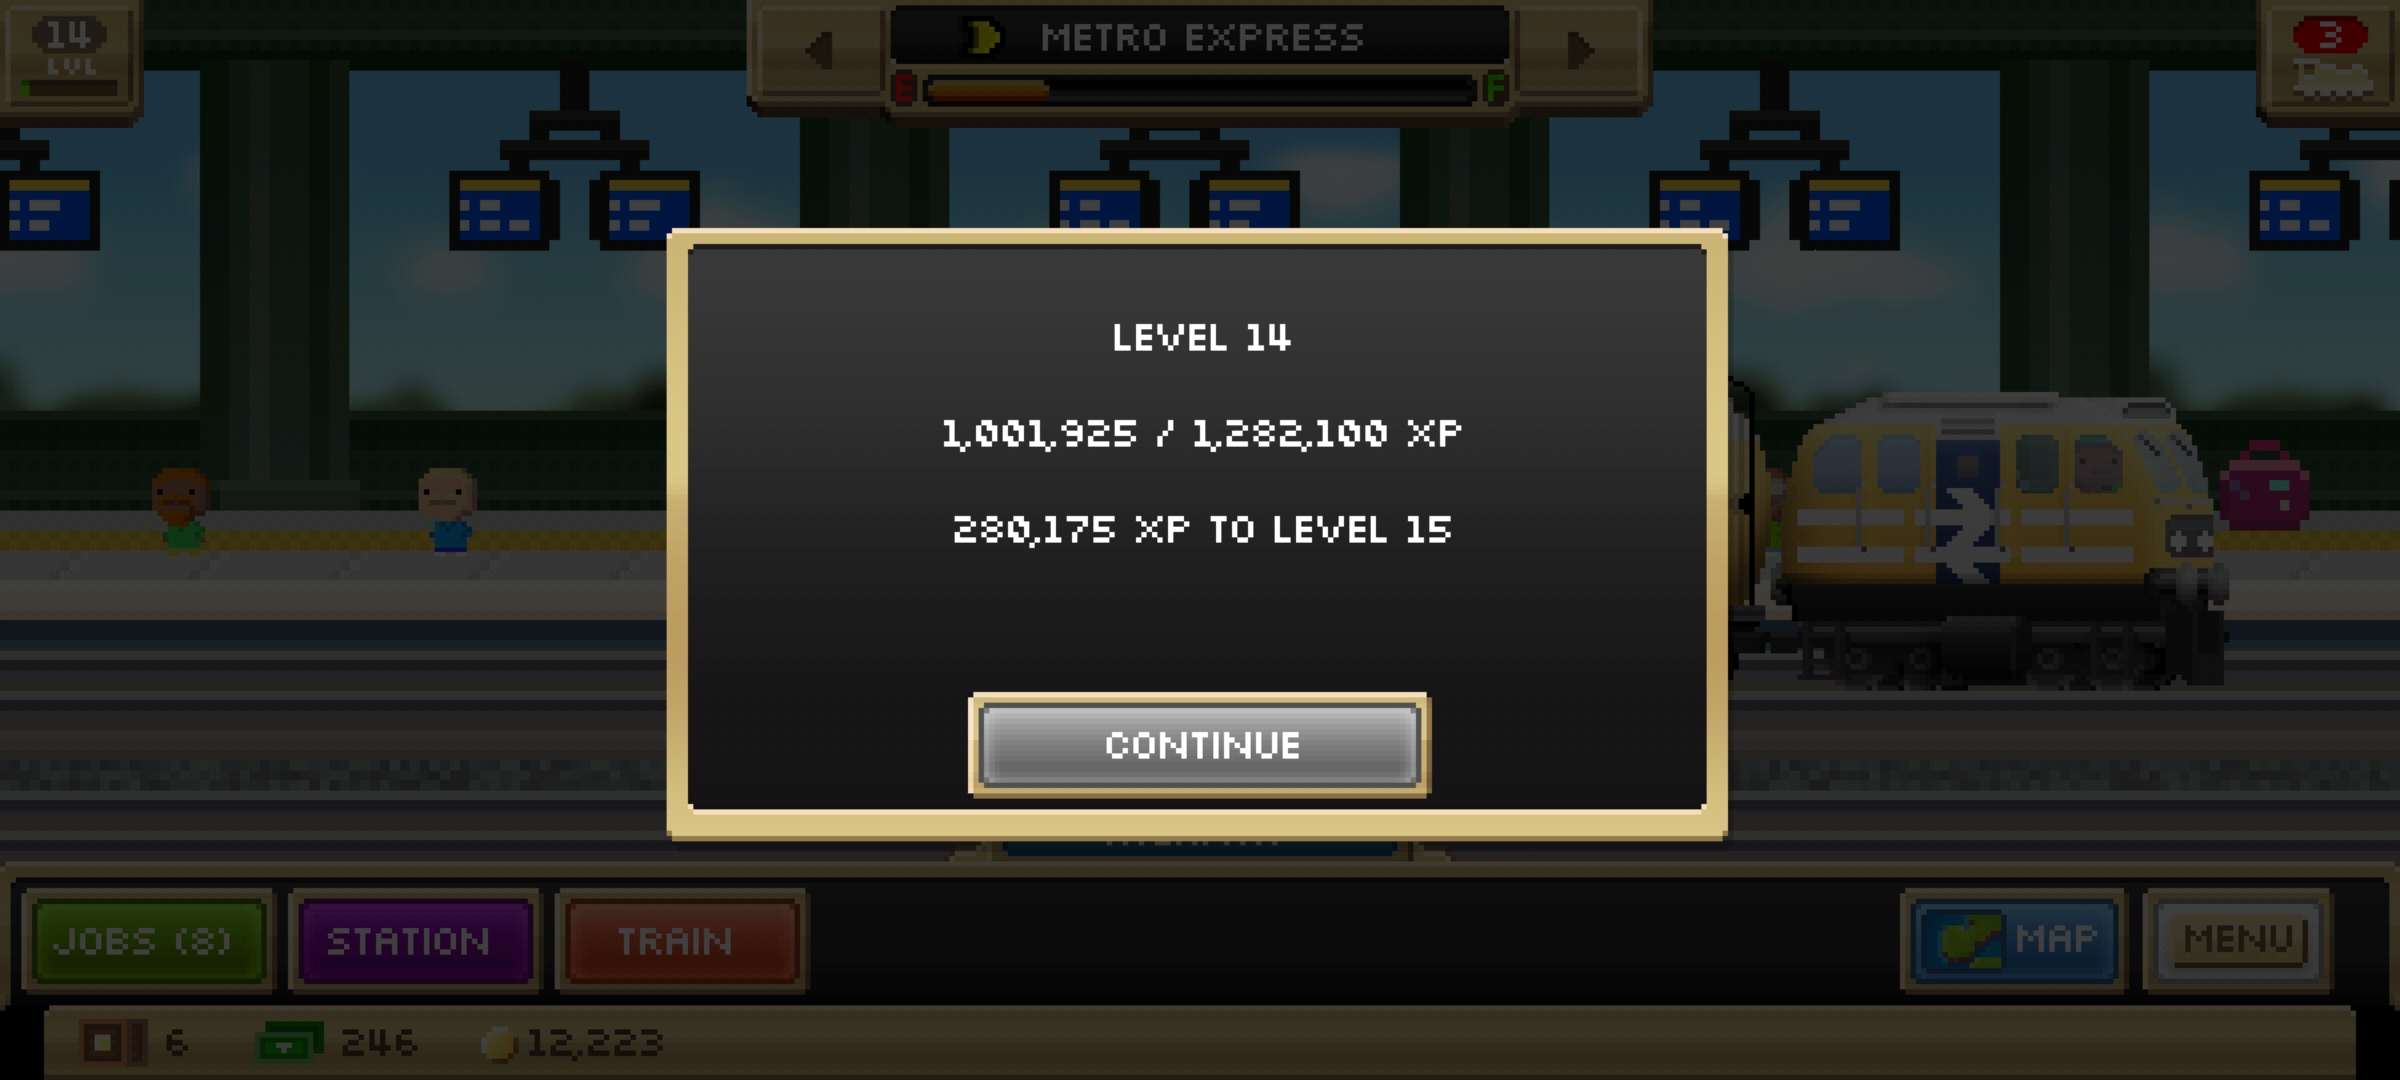 14
LVL
METRO EXPRESS
E F
3
LEVEL 14
1,001,925 / 1,282,100 XP
280,175 XP TO LEVEL 15
CONTINUE
JOBS (8)
STATION
TRAIN
MAP
MENU
6
246
12,223